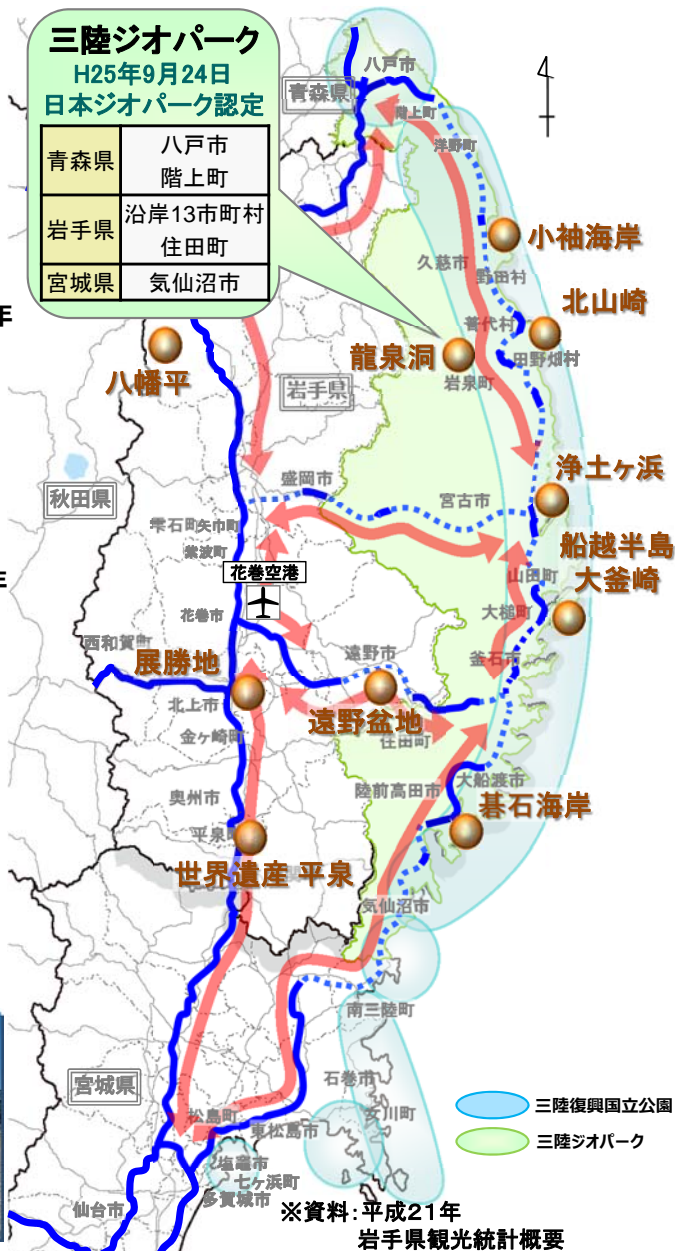 三陸ジオパーク
H25年9月24日
日本ジオパーク認定
青森県
八戸市
階上町
岩手県
沿岸13市町村
住田町
宮城県
気仙沼市
青森県
八戸市
階上町
洋野町
小袖海岸
久慈市
野田村
北山崎
普代村
年
龍泉洞
田野畑村
八幡平
岩手県
岩泉町
浄土ヶ浜
盛岡市
秋田県
宮古市
雫石町
矢巾町
船越半島
紫波町
花巻空港
山田町
大釜崎
年
花巻市
大槌町
西和賀町
遠野市
釜石市
展勝地
北上市
遠野盆地
金ヶ崎町
住田町
大船渡市
奥州市
陸前高田市
碁石海岸
平泉町
世界遺産 平泉
気仙沼市
南三陸町
宮城県
石巻市
三陸復興国立公園
松島町
女川町
東松島市
三陸ジオパーク
塩竈市
七ヶ浜町
多賀城市
仙台市
※資料:平成21年
岩手県観光統計概要